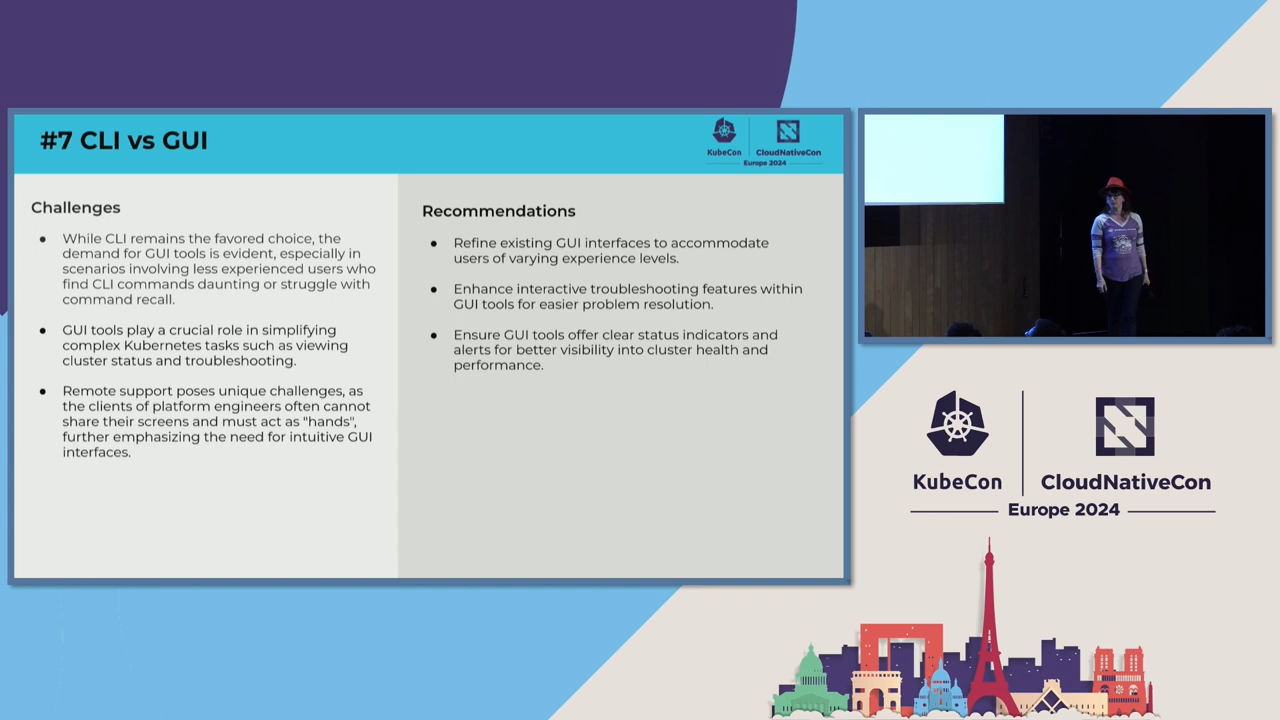 #7 CLI vs GUI
KubeCon
CloudNativeCon
Europe 2024
Challenges
● While CLI remains the favored choice, the
demand for GUI tools is evident, especially in
scenarios involving less experienced users who
find CLI commands daunting or struggle with
command recall.
● GUI tools play a crucial role in simplifying
complex Kubernetes tasks such as viewing
cluster status and troubleshooting.
● Remote support poses unique challenges, as
the clients of platform engineers often cannot
share their screens and must act as "hands",
further emphasizing the need for intuitive GUI
interfaces.
Recommendations
● Refine existing GUI interfaces to accommodate
users of varying experience levels.
● Enhance interactive troubleshooting features within
GUI tools for easier problem resolution.
● Ensure GUI tools offer clear status indicators and
alerts for better visibility into cluster health and
performance.
KubeCon
CloudNativeCon
Europe 2024